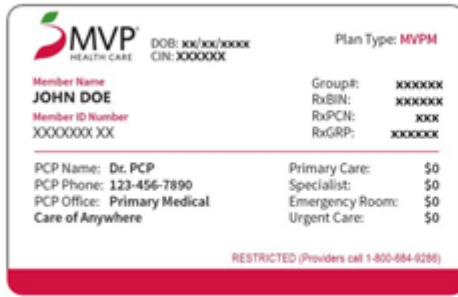 MVP
HEALTH CARE
DOB: xx/xx/xxxx
CIN: XXXXXX
Plan Type: MVPM
Member Name
JOHN DOE
Member ID Number
XXXXXXX XX
Group#: xxxxxx
RxBIN: xxxxxx
RxPCN: xxx
RxGRP: xxxxxx
PCP Name: Dr. PCP
PCP Phone: 123-456-7890
PCP Office: Primary Medical
Care of Anywhere
Primary Care: $0
Specialist: $0
Emergency Room: $0
Urgent Care: $0
RESTRICTED (Providers call 1-800-684-9286)